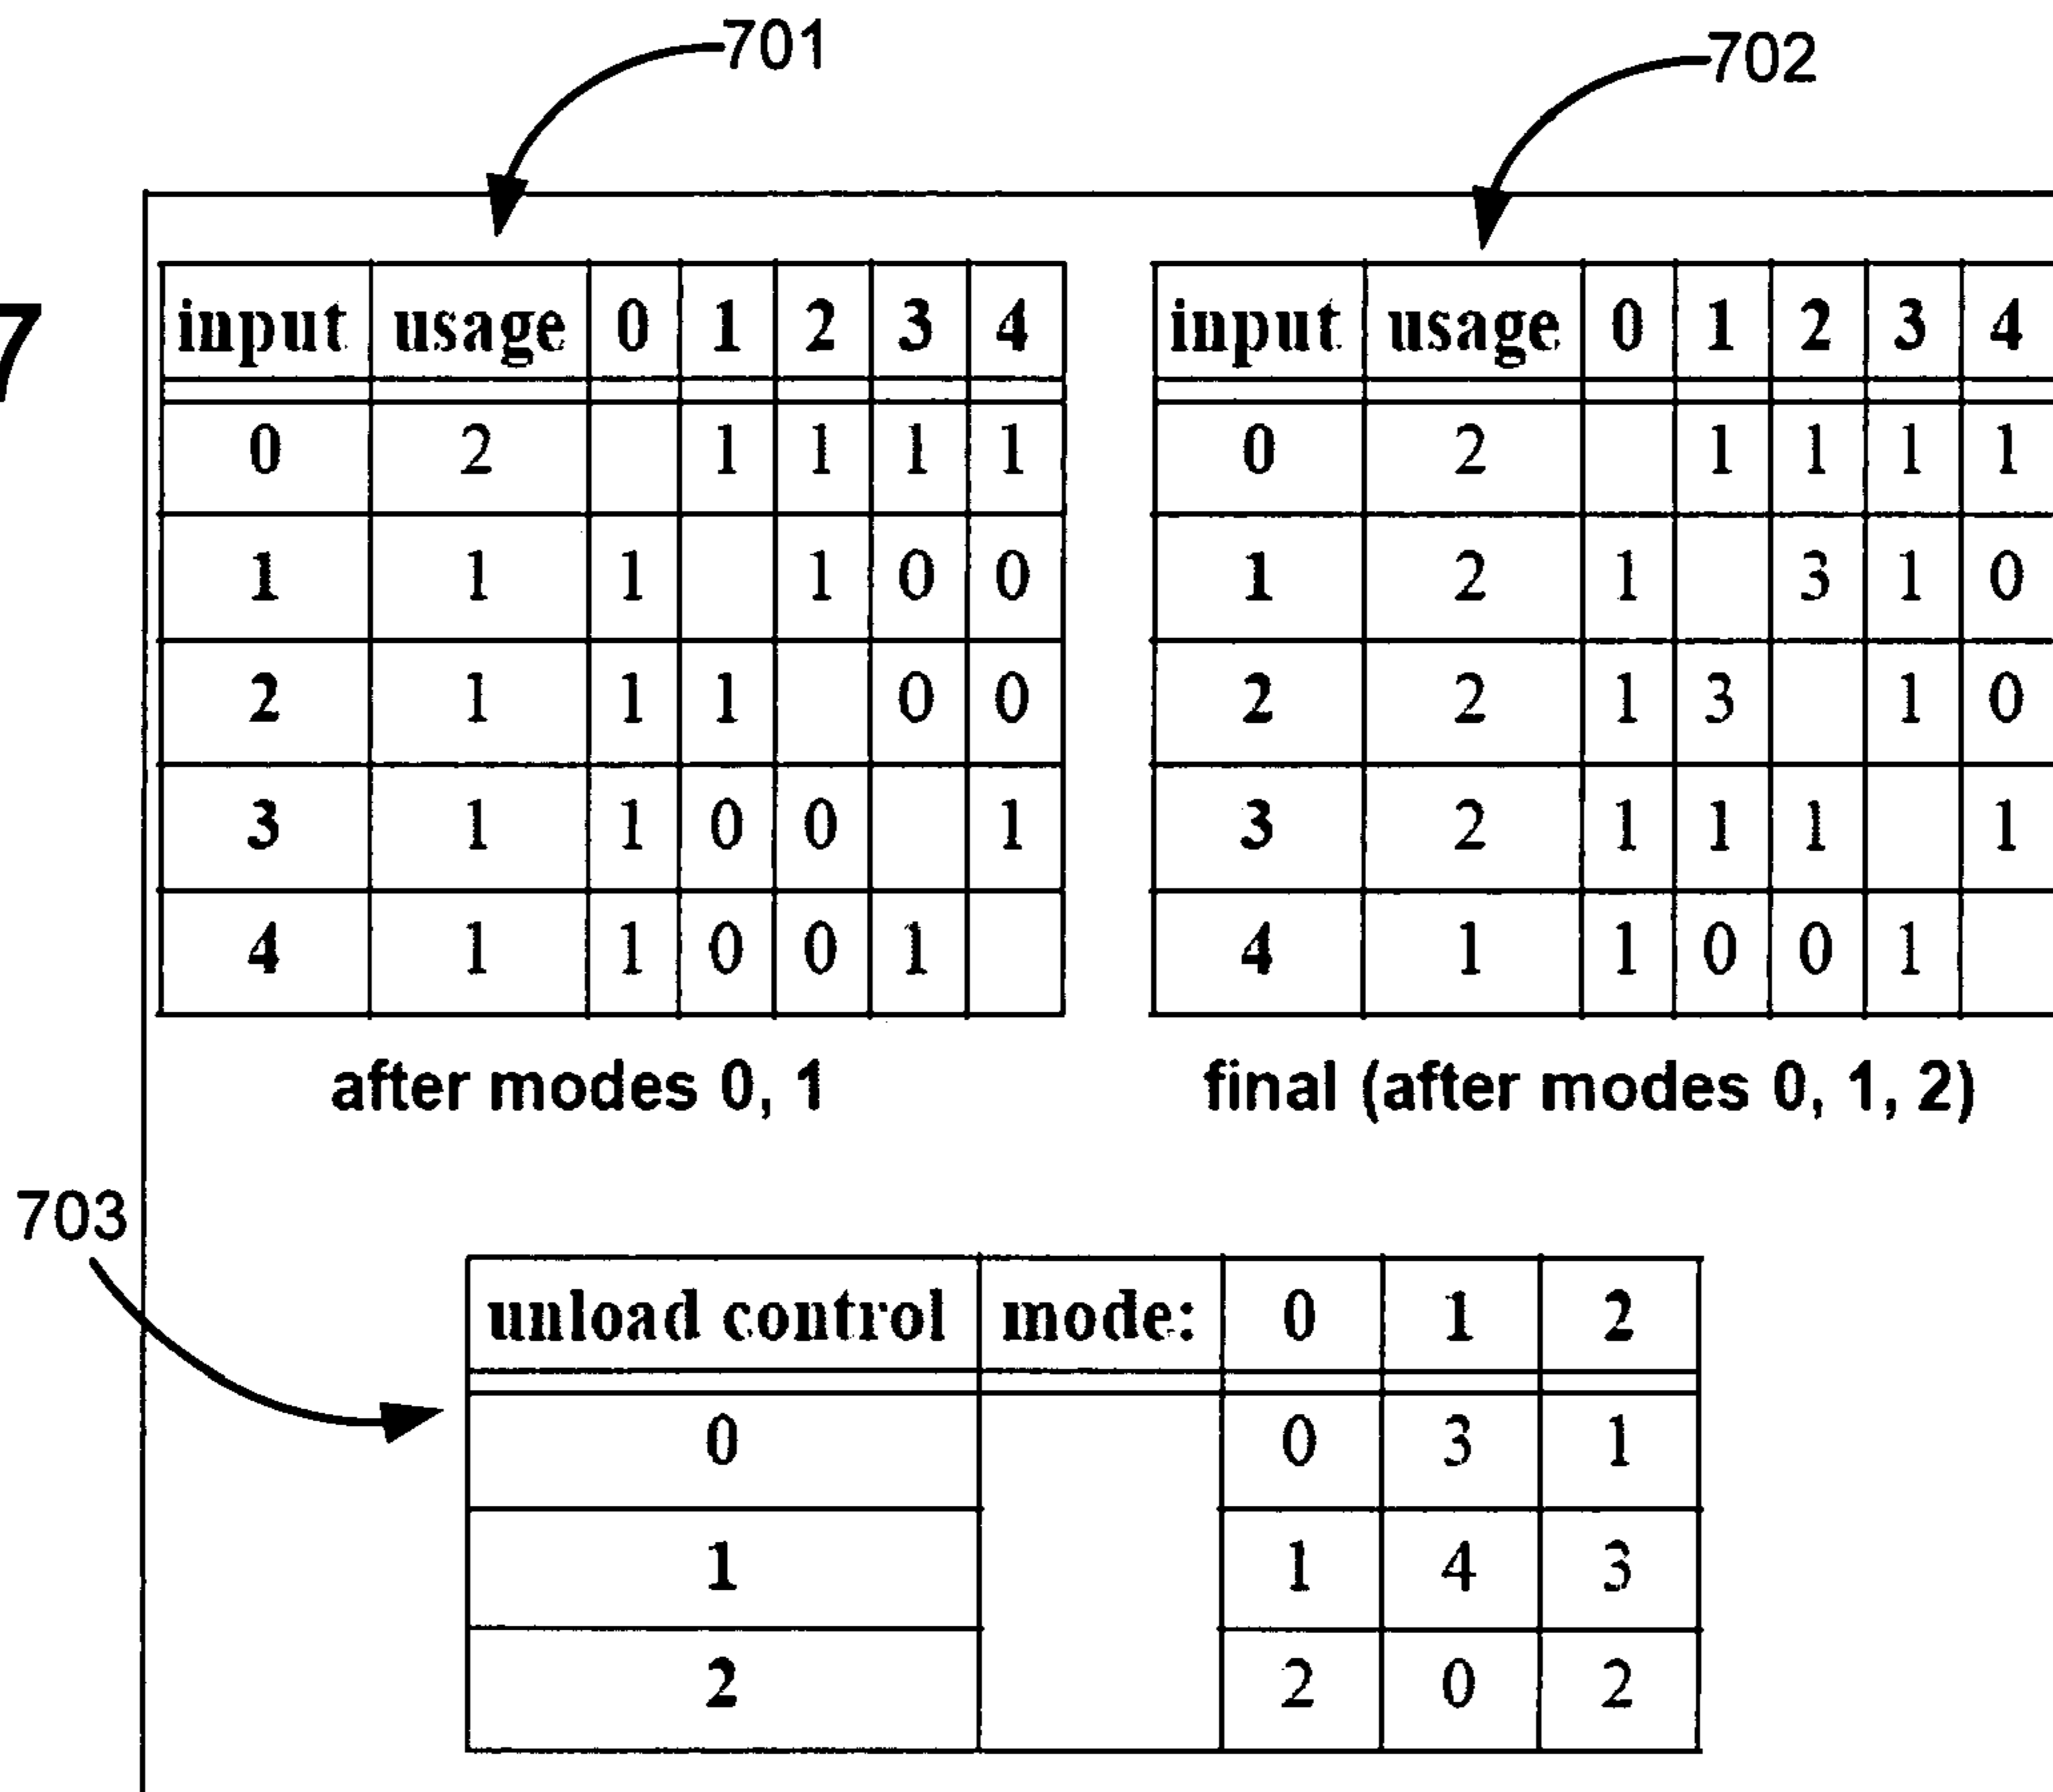 701
702
7
input usage 0 1 2 3 4
0 2 1 1 1 1
1 1 1 1 0 0
2 1 1 1 0 0
3 1 1 0 0 1
4 1 1 0 0 1
after modes 0, 1
input usage 0 1 2 3 4
0 2 1 1 1 1
1 2 1 3 1 0
2 2 1 3 1 0
3 2 1 1 1 1
4 1 1 0 0 1
final (after modes 0, 1, 2)
703
unload control mode: 0 1 2
0 0 3 1
1 1 4 3
2 2 0 2